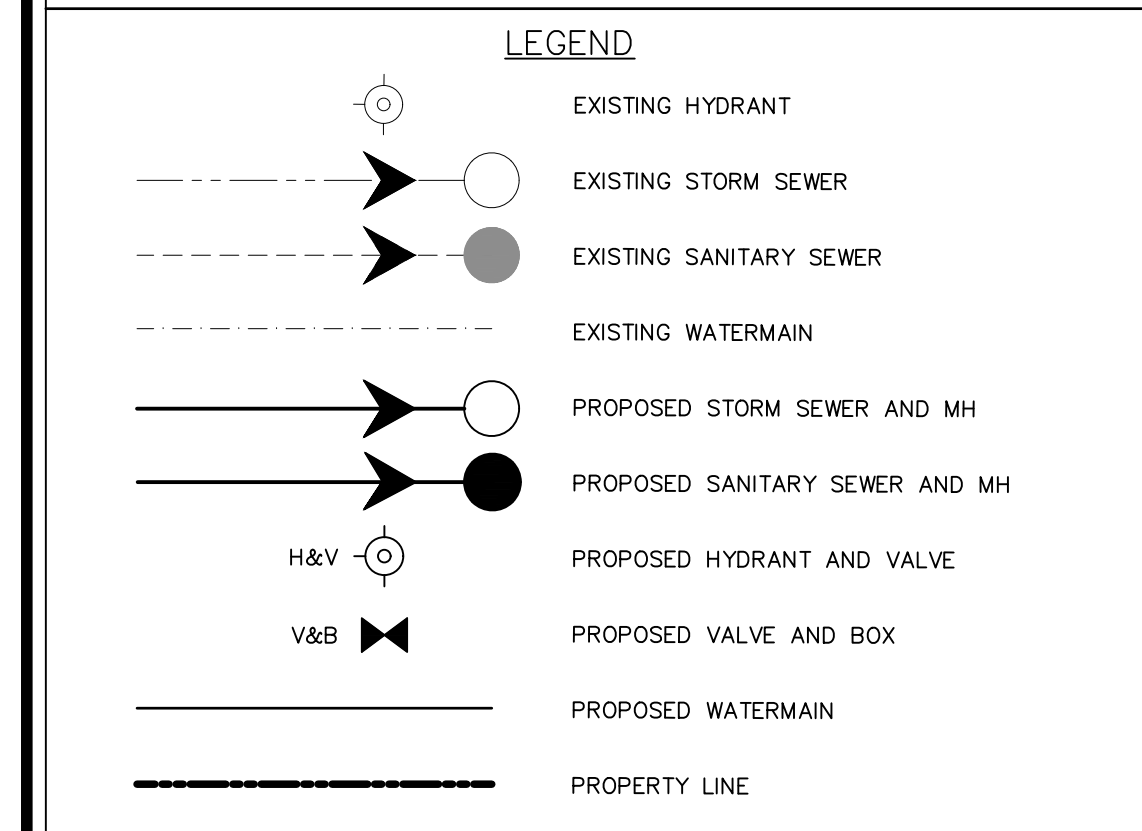 LEGEND
EXISTING HYDRANT
EXISTING STORM SEWER
EXISTING SANITARY SEWER
EXISTING WATERMAIN
PROPOSED STORM SEWER AND MH
PROPOSED SANITARY SEWER AND MH
H&V PROPOSED HYDRANT AND VALVE
V&B PROPOSED VALVE AND BOX
PROPOSED WATERMAIN
PROPERTY LINE